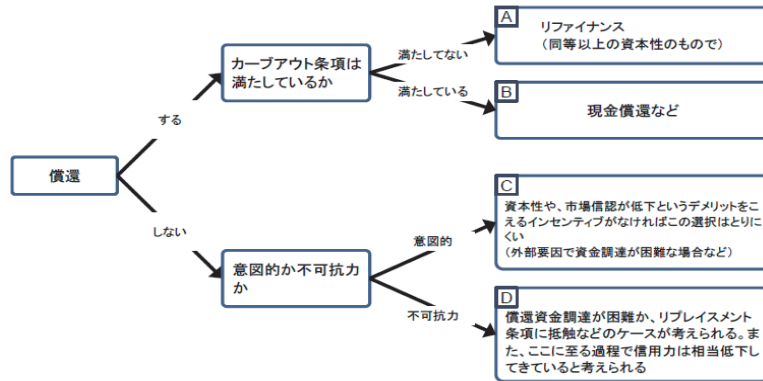 償還
する
しない
カーブアウト条項は
満たしているか
満たしてない
満たしている
A
リファイナンス
(同等以上の資本性のもので)
B
現金償還など
意図的か不可抗力
か
意図的
不可抗力
C
資本性や、市場信認が低下というデメリットをこ
えるインセンティブがなければこの選択はとりに
くい
(外部要因で資金調達が困難な場合など)
D
償還資金調達が困難か、リプレイスメント
条項に抵触などのケースが考えられる。ま
た、ここに至る過程で信用力は相当低下し
てきていると考えられる